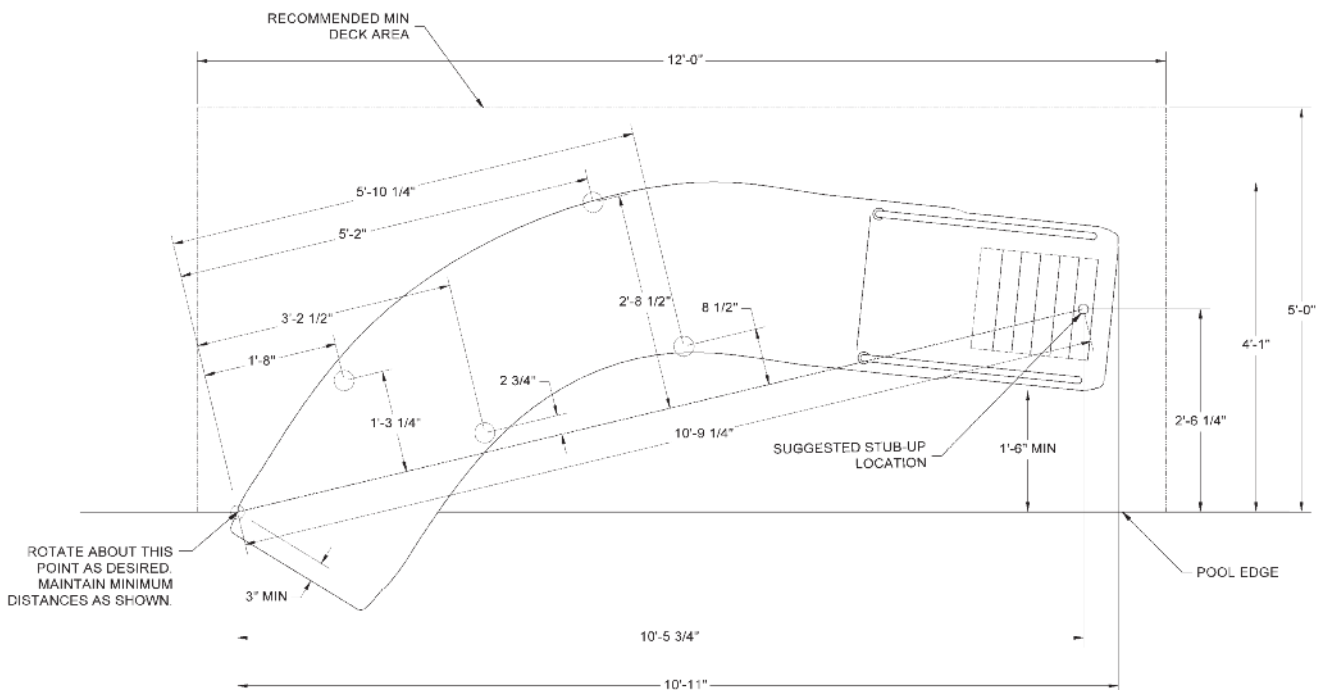 RECOMMENDED MIN
DECK AREA
12'-0"
5'-10 1/4"
5'-2"
3'-2 1/2"
1'-8"
2'-8 1/2"
8 1/2"
5'-0"
4'-1"
2 3/4"
1'-3 1/4"
10'-9 1/4"
2'-6 1/4"
SUGGESTED STUB-UP
LOCATION
1'-6" MIN
ROTATE ABOUT THIS
POINT AS DESIRED.
MAINTAIN MINIMUM
DISTANCES AS SHOWN.
3" MIN
POOL EDGE
10'-5 3/4"
10'-11"